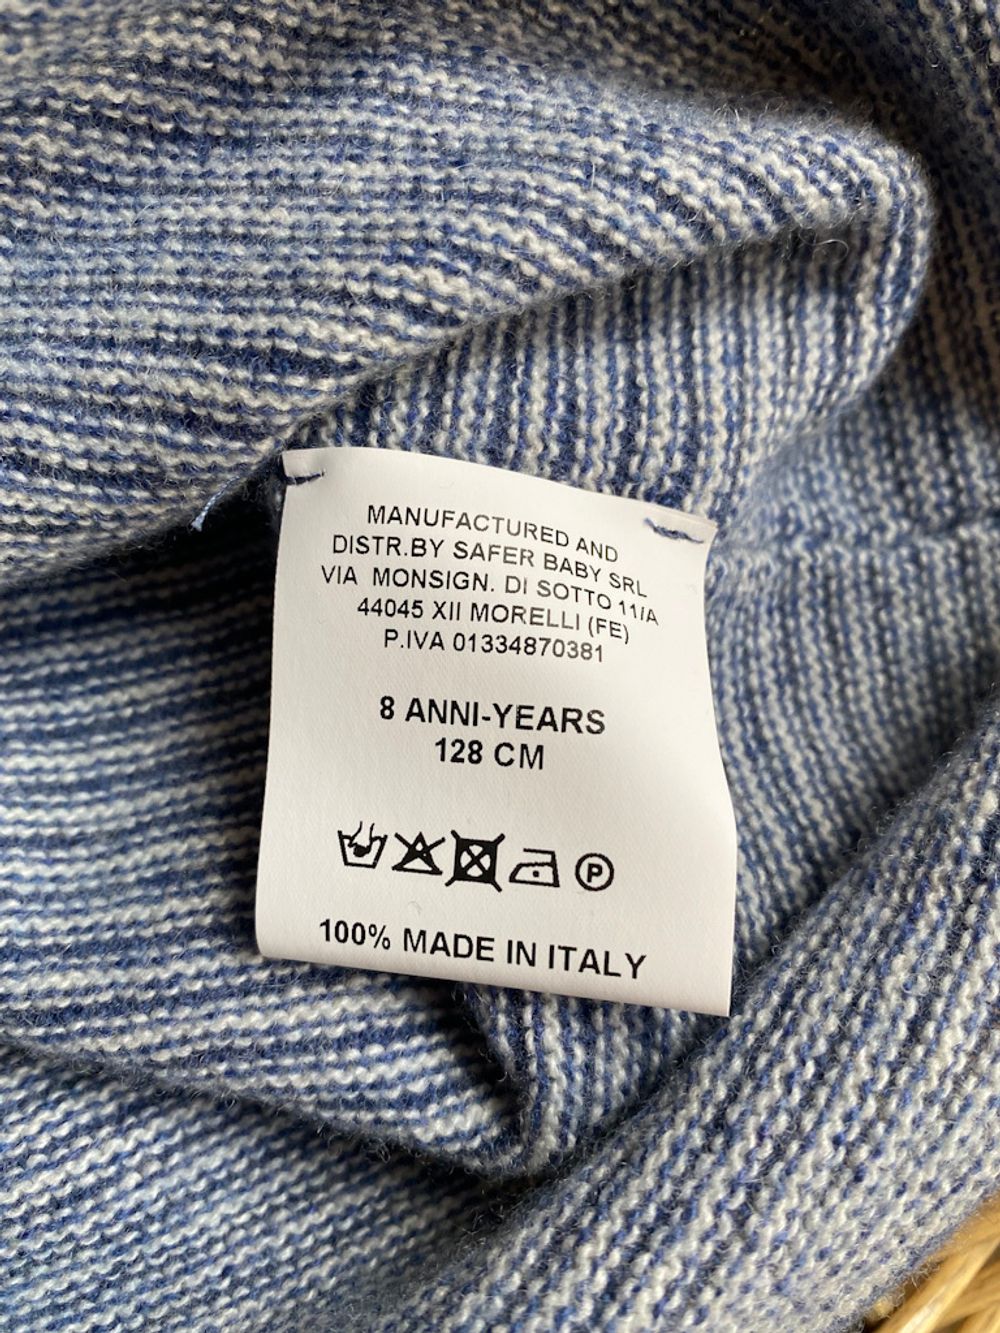 MANUFACTURED AND
DISTR.BY SAFER BABY SRL
VIA MONSIGN. DI SOTTO 11/A
44045 XII MORELLI (FE)
P.IVA 01334870381
8 ANNI-YEARS
128 CM
P
100% MADE IN ITALY